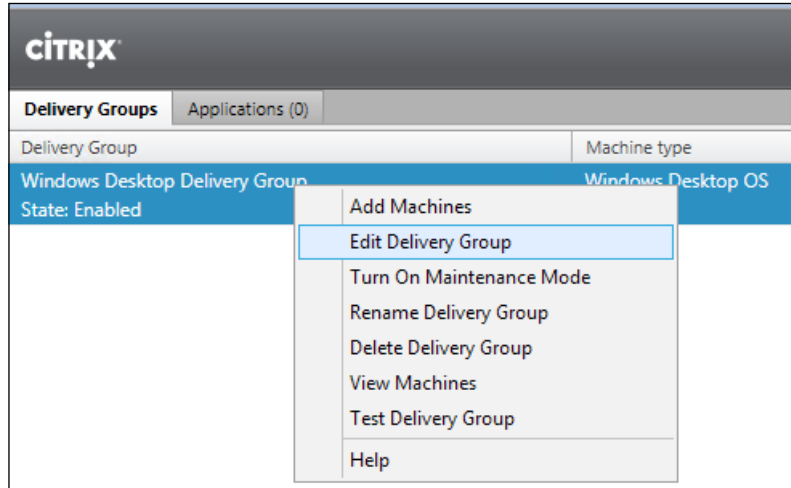 CİTRIX
Delivery Groups Applications (0)
Delivery Group Machine type
Windows Desktop Delivery Group Windows Desktop OS
State: Enabled
Add Machines
Edit Delivery Group
Turn On Maintenance Mode
Rename Delivery Group
Delete Delivery Group
View Machines
Test Delivery Group
Help